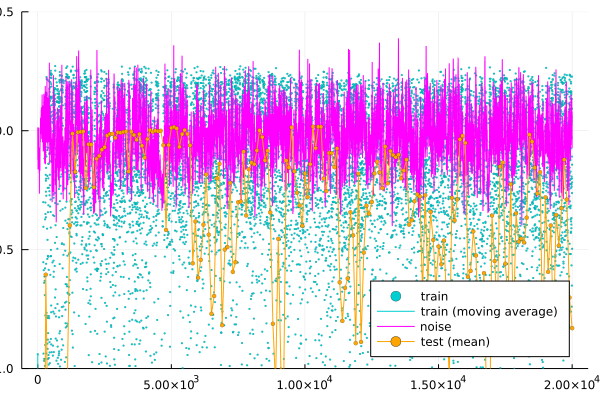 0.5
0.0
0.5
1.0
train
train (moving average)
noise
test (mean)
0
5.00×10³
1.00×10⁴
1.50×10⁴
2.00×10⁴